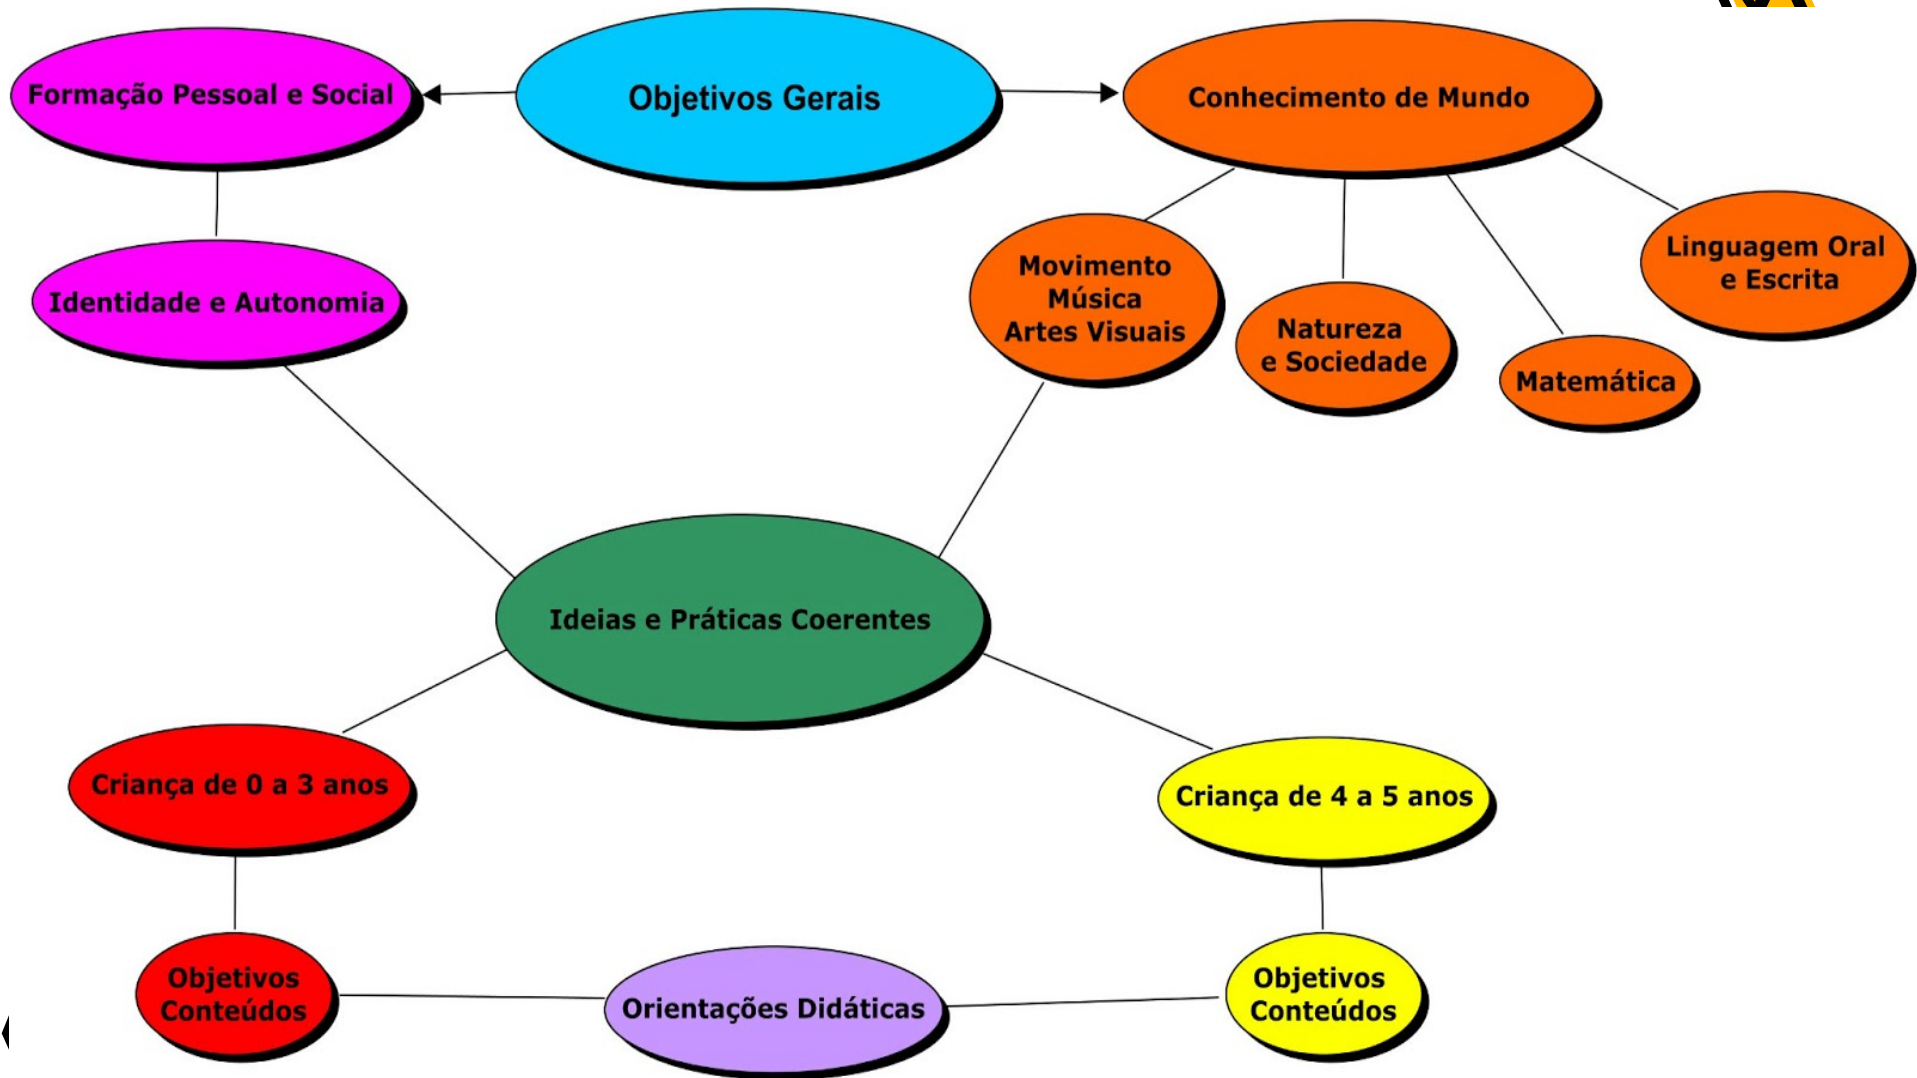 Formação Pessoal e Social
Objetivos Gerais
Conhecimento de Mundo
Identidade e Autonomia
Movimento
Música
Artes Visuais
Natureza
e Sociedade
Matemática
Linguagem Oral
e Escrita
Ideias e Práticas Coerentes
Criança de 0 a 3 anos
Criança de 4 a 5 anos
Objetivos
Conteúdos
Orientações Didáticas
Objetivos
Conteúdos